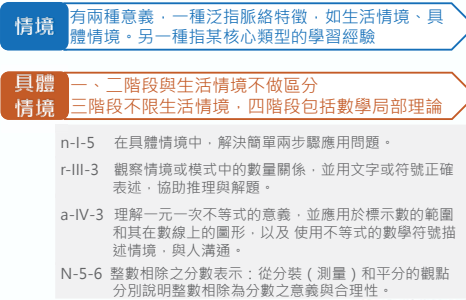 情境
有兩種意義，一種泛指脈絡特徵，如生活情境、具
體情境。另一種指某核心類型的學習經驗
具體
情境
一、二階段與生活情境不做區分
三階段不限生活情境，四階段包括數學局部理論
n-I-5 在具體情境中，解決簡單兩步驟應用問題。
r-III-3 觀察情境或模式中的數量關係，並用文字或符號正確
表述，協助推理與解題。
a-IV-3 理解一元一次不等式的意義，並應用於標示數的範圍
和其在數線上的圖形，以及 使用不等式的數學符號描
述情境，與人溝通。
N-5-6 整數相除之分數表示：從分裝（測量）和平分的觀點
分別說明整數相除為分數之意義與合理性。